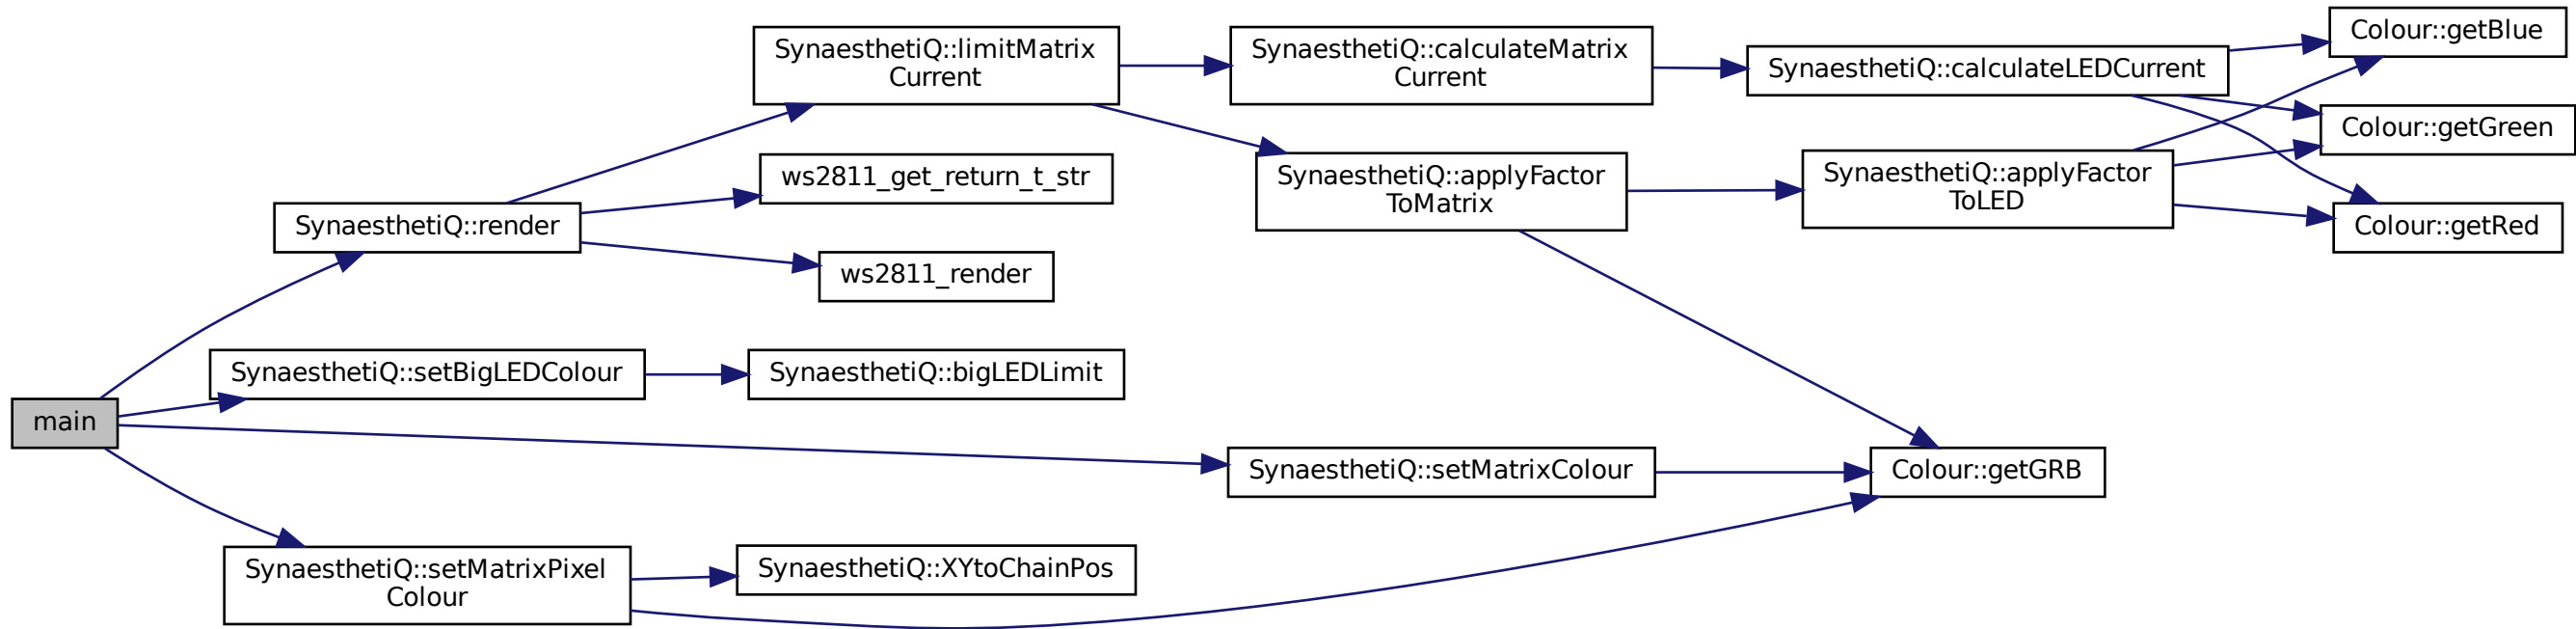 main
SynaesthetiQ::render
SynaesthetiQ::limitMatrix
Current
SynaesthetiQ::calculateMatrix
Current
SynaesthetiQ::calculateLEDCurrent
Colour::getBlue
Colour::getGreen
Colour::getRed
SynaesthetiQ::applyFactor
ToMatrix
SynaesthetiQ::applyFactor
ToLED
ws2811_get_return_t_str
ws2811_render
SynaesthetiQ::setBigLEDColour
SynaesthetiQ::bigLEDLimit
SynaesthetiQ::setMatrixColour
Colour::getGRB
SynaesthetiQ::setMatrixPixel
Colour
SynaesthetiQ::XYtoChainPos